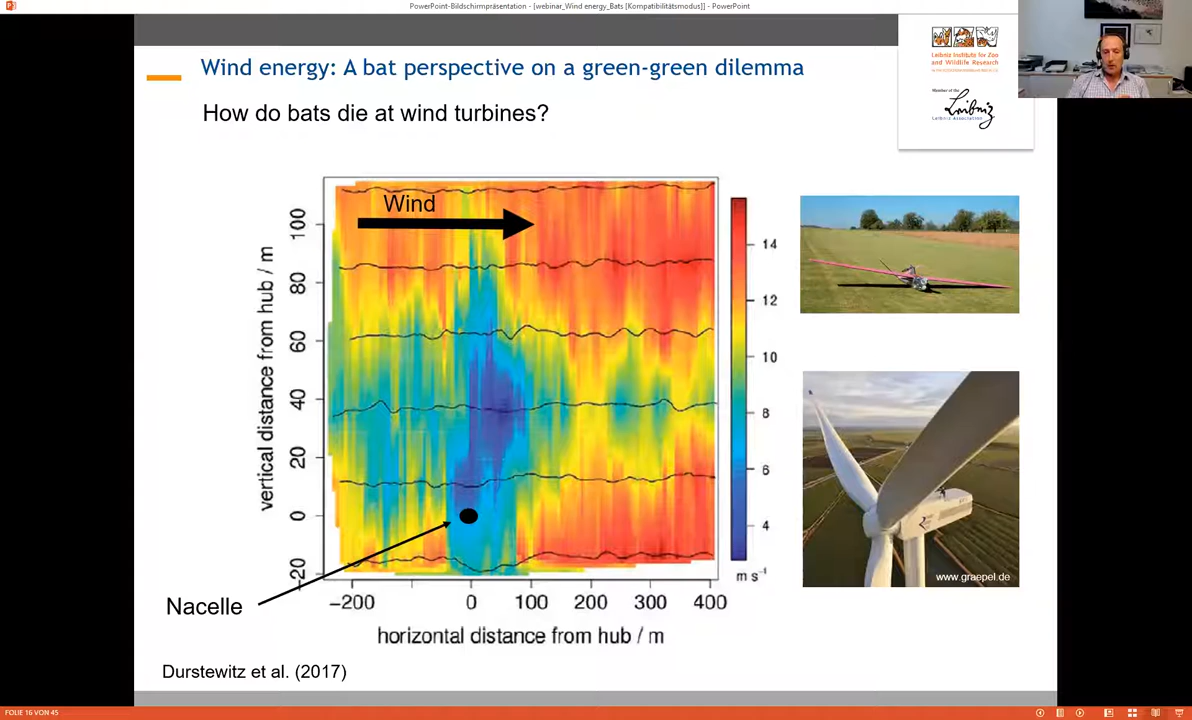 PowerPoint-Bildschirmpräsentation - [webinar_Wind energy_Bats [Kompatibilitätsmodus]] - PowerPoint
Wind energy: A bat perspective on a green-green dilemma
How do bats die at wind turbines?
Leibniz Institute for Zoo
and Wildlife Research
Member of the
Leibniz
Leibniz Association
Wind
vertical distance from hub / m
100
80
60
40
20
0
-20
−200
0
100
200
300
400
horizontal distance from hub / m
14
12
10
8
6
4
m s⁻¹
Nacelle
www.graepel.de
Durstewitz et al. (2017)
FOLIE 16 VON 45